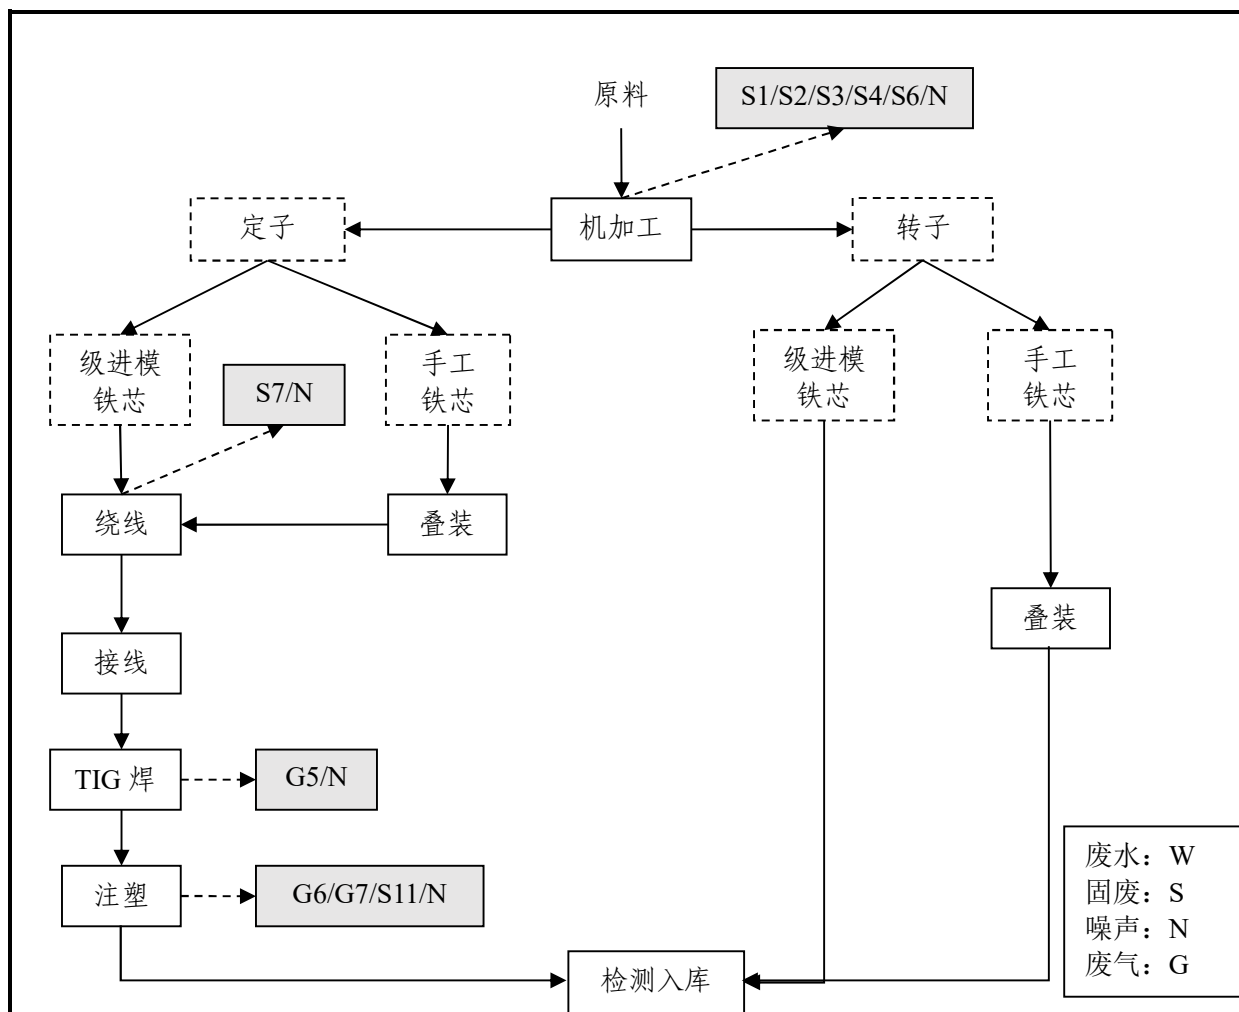 原料
S1/S2/S3/S4/S6/N
定子
机加工
转子
级进模
铁芯
S7/N
手工
铁芯
级进模
铁芯
手工
铁芯
绕线
叠装
接线
叠装
TIG 焊
G5/N
注塑
G6/G7/S11/N
检测入库
废水：W
固废：S
噪声：N
废气：G